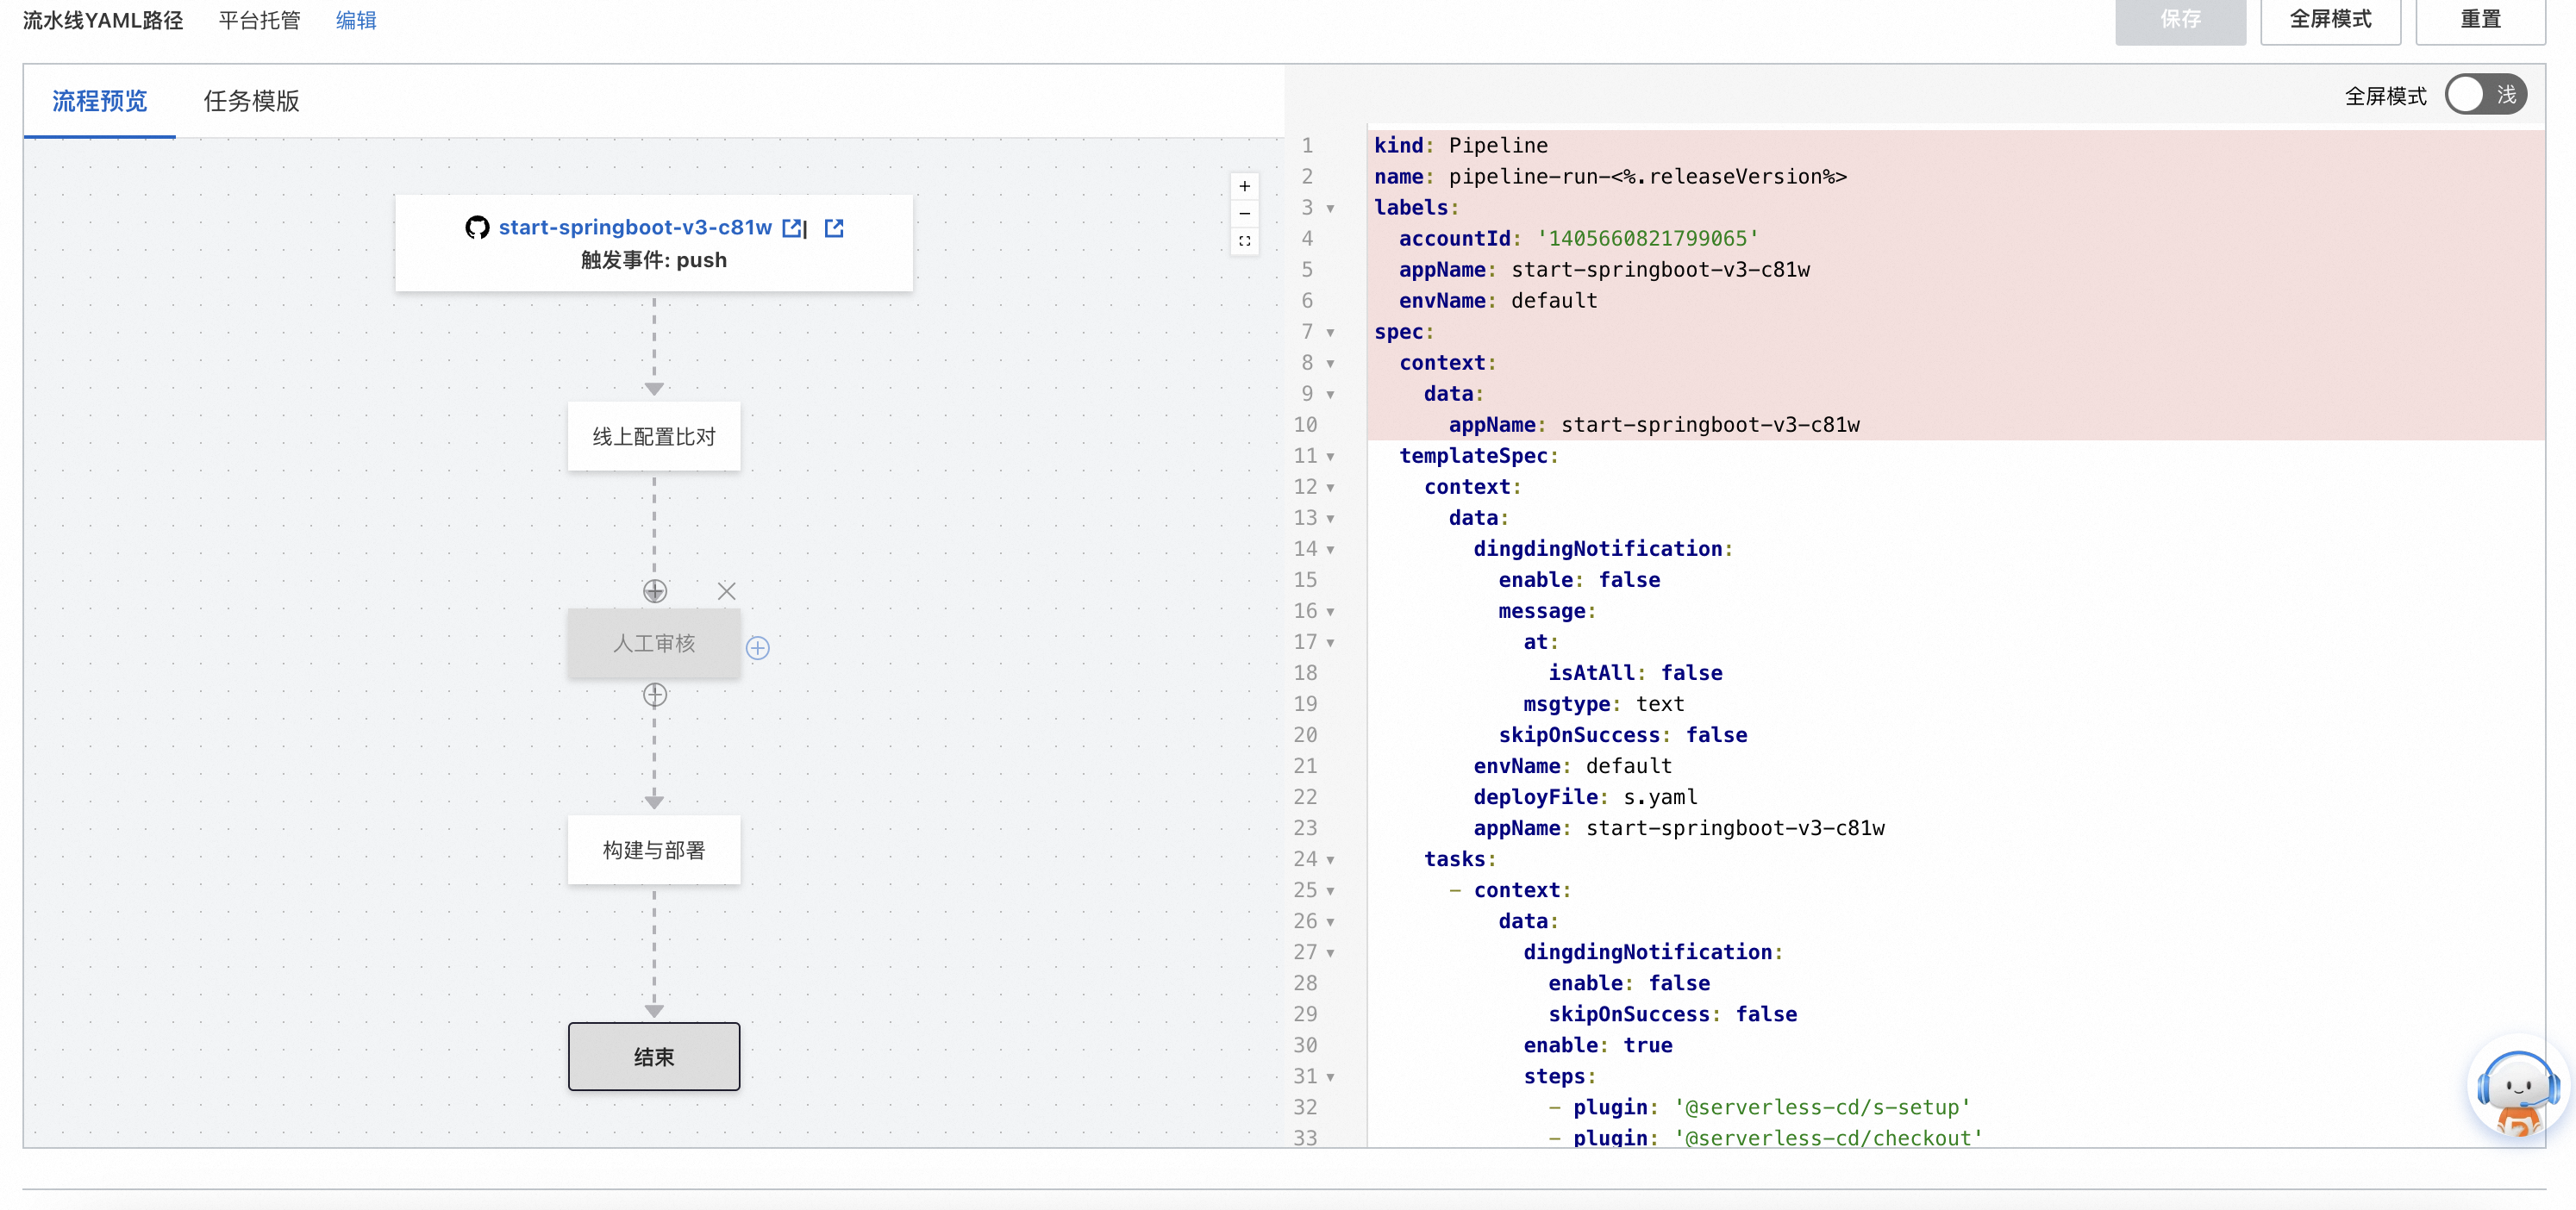 流水线YAML路径 平台托管 编辑 保存 全屏模式 重置
流程预览 任务模版
全屏模式 浅
start-springboot-v3-c81w |
触发事件: push
线上配置比对
人工审核
构建与部署
结束
1 kind: Pipeline
2 name: pipeline-run-<%.releaseVersion%>
3 labels:
4 accountId: '1405660821799065'
5 appName: start-springboot-v3-c81w
6 envName: default
7 spec:
8 context:
9 data:
10 appName: start-springboot-v3-c81w
11 templateSpec:
12 context:
13 data:
14 dingdingNotification:
15 enable: false
16 message:
17 at:
18 isAtAll: false
19 msgtype: text
20 skipOnSuccess: false
21 envName: default
22 deployFile: s.yaml
23 appName: start-springboot-v3-c81w
24 tasks:
25 - context:
26 data:
27 dingdingNotification:
28 enable: false
29 skipOnSuccess: false
30 enable: true
31 steps:
32 - plugin: '@serverless-cd/s-setup'
33 - plugin: '@serverless-cd/checkout'